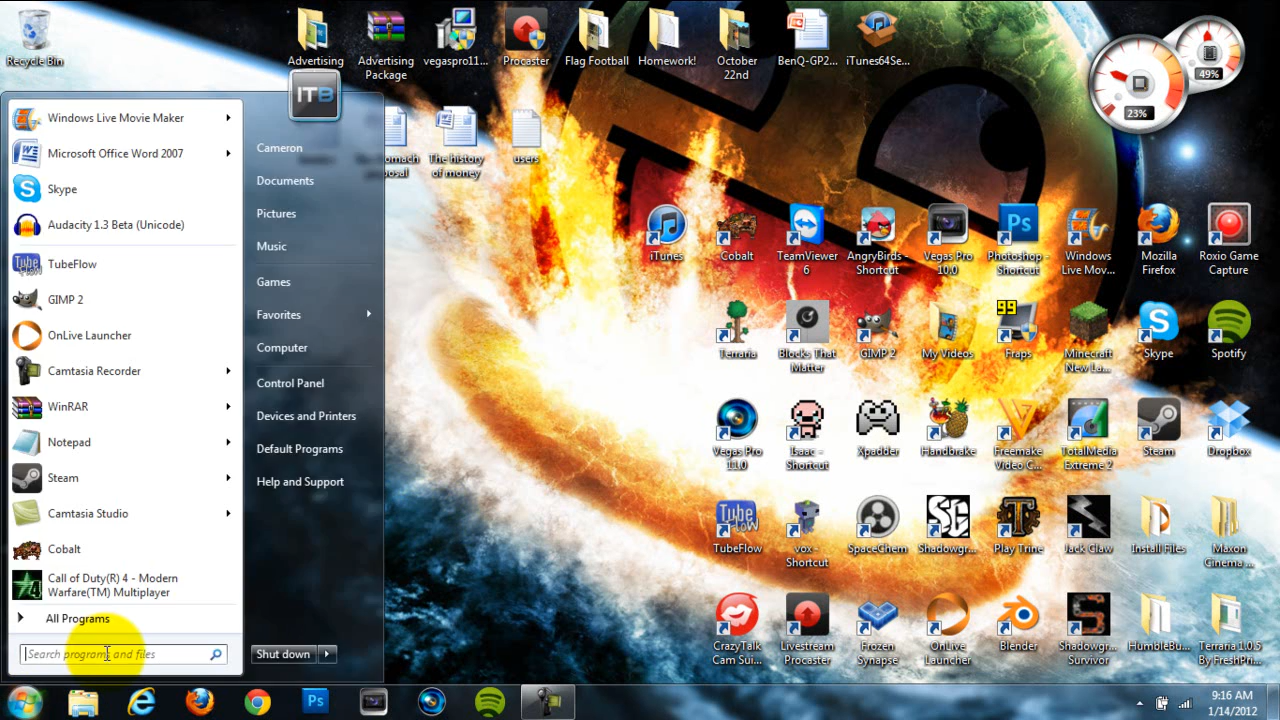 Recycle Bin
Advertising
Advertising
Package
vegaspro11...
Procaster
Flag Football
Homework!
October
22nd
BenQ-GP2...
iTunes64Se...
49%
23%
ITB
Windows Live Movie Maker
Microsoft Office Word 2007
Skype
Audacity 1.3 Beta (Unicode)
TubeFlow
GIMP 2
OnLive Launcher
Camtasia Recorder
WinRAR
Notepad
Steam
Camtasia Studio
Cobalt
Call of Duty(R) 4 - Modern
Warfare(TM) Multiplayer
All Programs
Search programs and files
Cameron
Documents
Pictures
Music
Games
Favorites
Computer
Control Panel
Devices and Printers
Default Programs
Help and Support
Shut down
The history
of money
users
iTunes
Cobalt
TeamViewer
6
AngryBirds -
Shortcut
Vegas Pro
10.0
Photoshop -
Shortcut
Windows
Live Mov...
Mozilla
Firefox
Roxio Game
Capture
Terraria
Blocks That
Matter
GIMP 2
My Videos
99
Fraps
Minecraft
New La...
Skype
Spotify
Vegas Pro
11.0
Isaac -
Shortcut
Xpadder
Handbrake
Freemake
Video C...
TotalMedia
Extreme 2
Steam
Dropbox
Tube
Flow
TubeFlow
vox -
Shortcut
SpaceChem
SG
Shadowgr...
Play Trine
Jack Claw
Install Files
Maxon
Cinema ...
CrazyTalk
Cam Sui...
Livestream
Procaster
Frozen
Synapse
OnLive
Launcher
Blender
Shadowgr...
Survivor
HumbleBu...
Terraria 1.0.5
By FreshPri...
Ps
9:16 AM
1/14/2012